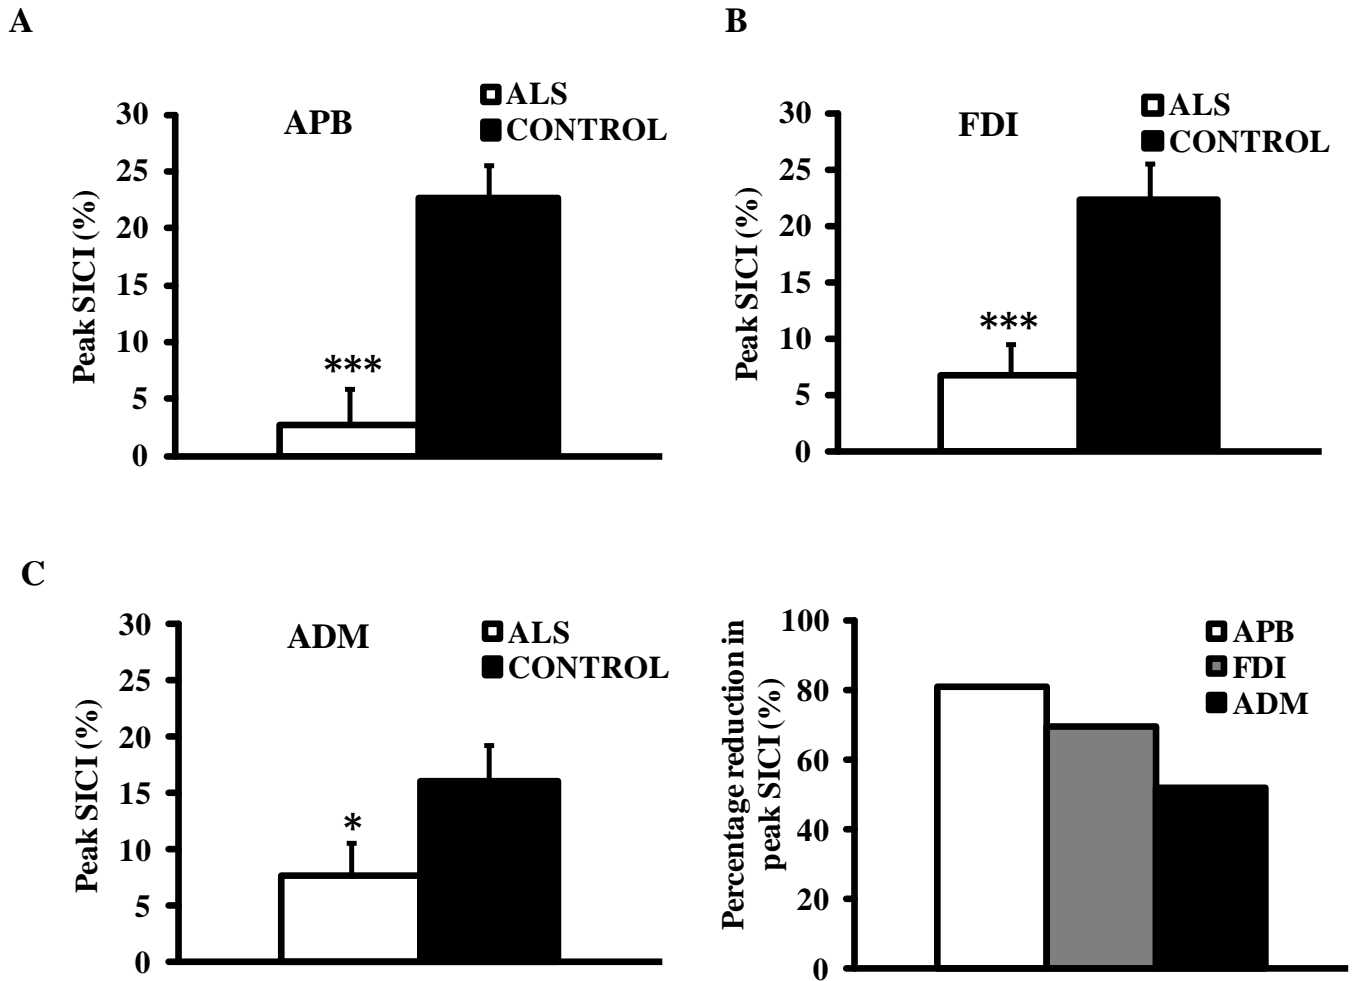 A
APB
ALS
CONTROL
30
25
20
15
10
5
0
Peak SICI (%)
***
B
FDI
ALS
CONTROL
30
25
20
15
10
5
0
Peak SICI (%)
***
C
ADM
ALS
CONTROL
30
25
20
15
10
5
0
Peak SICI (%)
*
APB
FDI
ADM
100
80
60
40
20
0
Percentage reduction in
peak SICI (%)